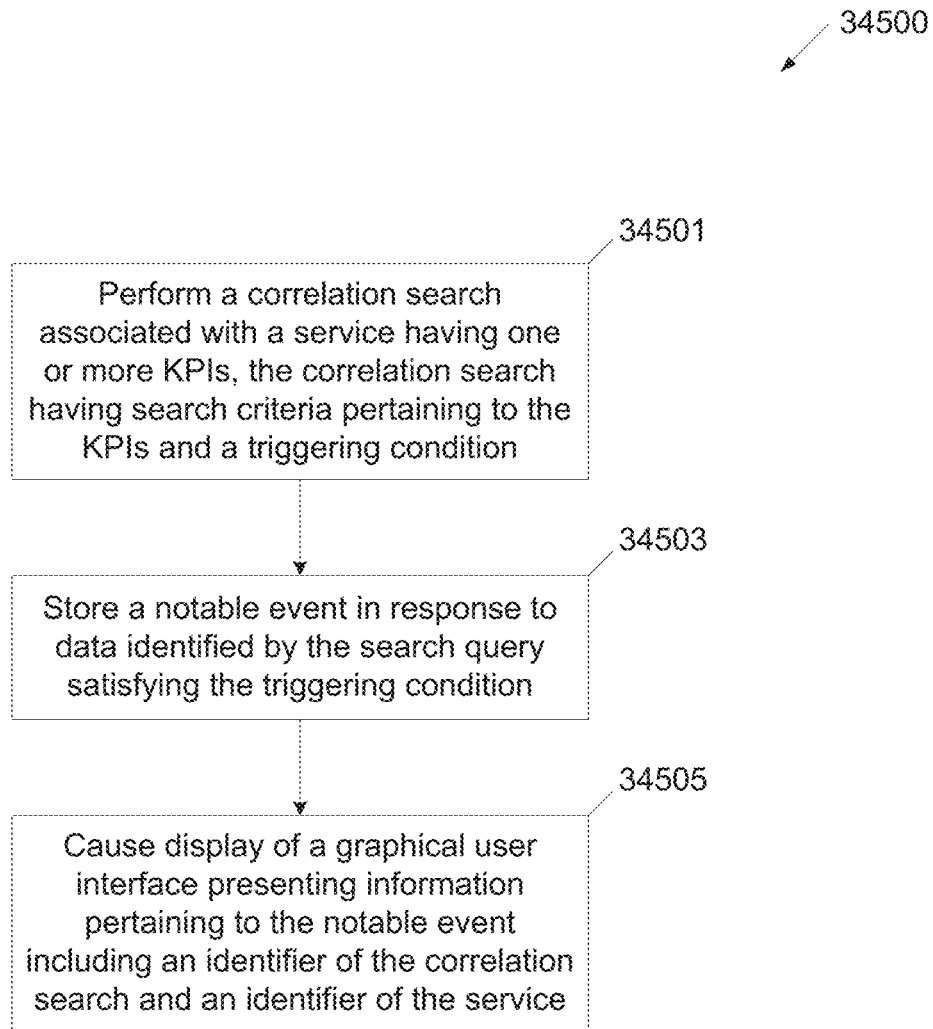 34500
34501
Perform a correlation search
associated with a service having one
or more KPIs, the correlation search
having search criteria pertaining to the
KPIs and a triggering condition
34503
Store a notable event in response to
data identified by the search query
satisfying the triggering condition
34505
Cause display of a graphical user
interface presenting information
pertaining to the notable event
including an identifier of the correlation
search and an identifier of the service